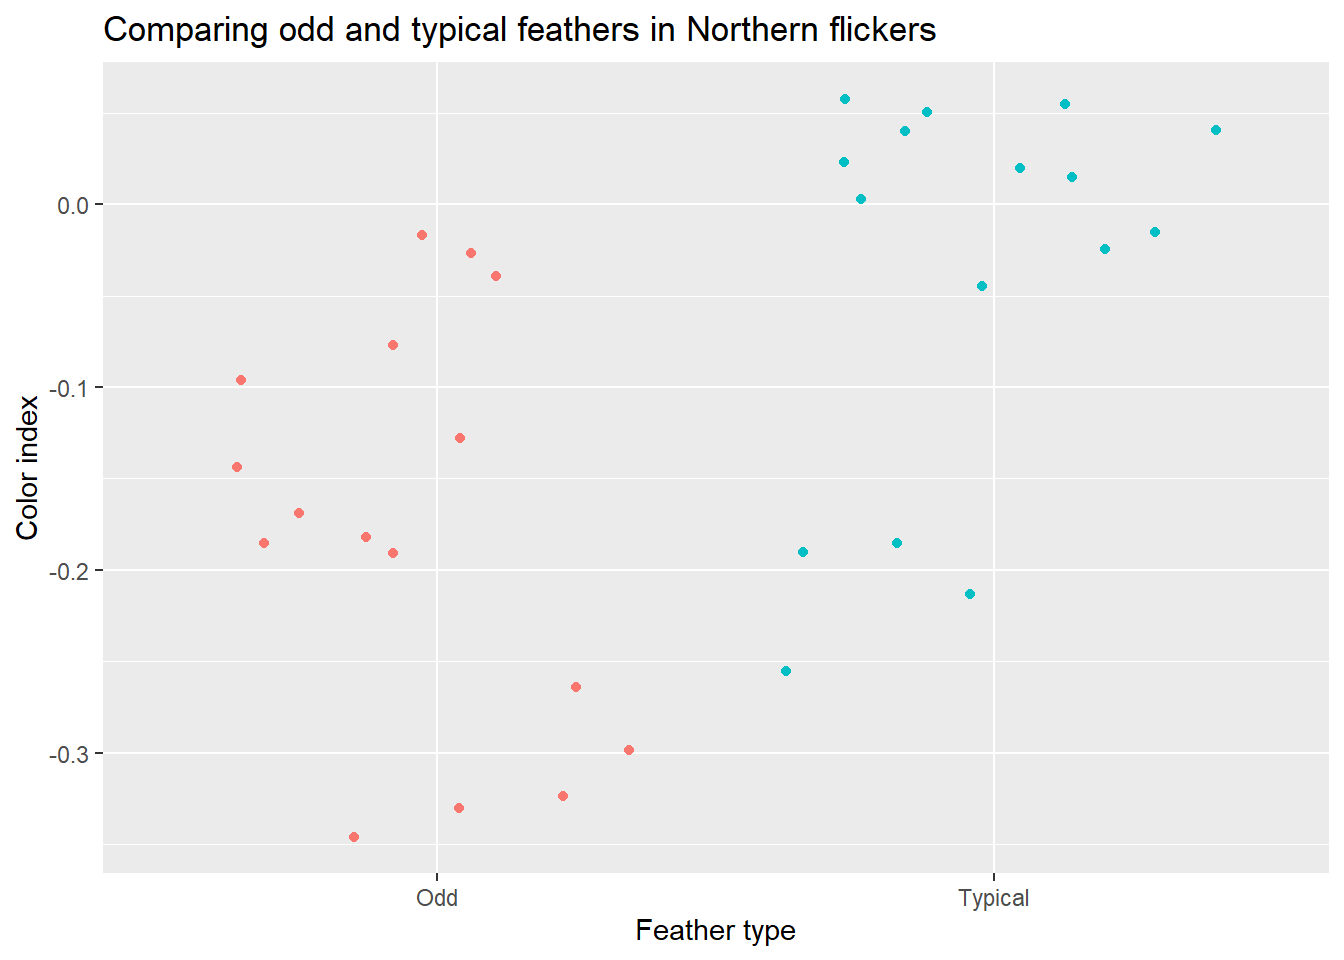 Comparing odd and typical feathers in Northern flickers
Color index
0.0
-0.1
-0.2
-0.3
Odd
Typical
Feather type